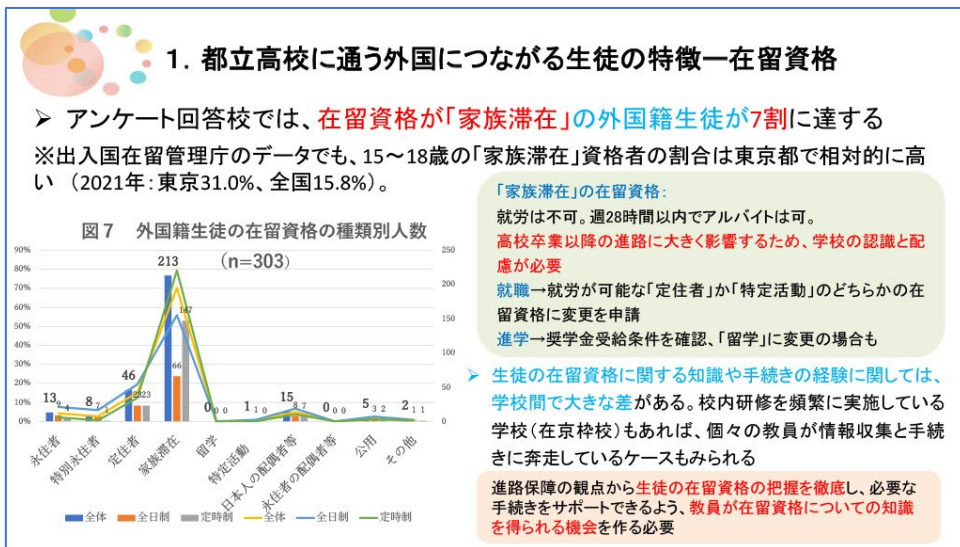 1．都立高校に通う外国につながる生徒の特徴―在留資格
➢ アンケート回答校では、在留資格が「家族滞在」の外国籍生徒が7割に達する
※出入国在留管理庁のデータでも、15～18歳の「家族滞在」資格者の割合は東京都で相対的に高
い （2021年：東京31.0%、全国15.8%）。
図７　外国籍生徒の在留資格の種類別人数
（n=303）
90%
80%
70%
60%
50%
40%
30%
20%
10%
0%
250
200
150
100
50
0
13 9 4
8 7 1
46 23 23
213 66 147
0 0 0
1 1 0
15 8 7
0 0 0
5 3 2
2 1 1
永住者
特別永住者
定住者
家族滞在
留学
特定活動
日本人の配偶者等
永住者の配偶者等
公用
その他
全体 全日制 定時制 全体 全日制 定時制
「家族滞在」の在留資格：
就労は不可。週28時間以内でアルバイトは可。
高校卒業以降の進路に大きく影響するため、学校の認識と配
慮が必要
就職→就労が可能な「定住者」か「特定活動」のどちらかの在
留資格に変更を申請
進学→奨学金受給条件を確認、「留学」に変更の場合も
➢ 生徒の在留資格に関する知識や手続きの経験に関しては、
学校間で大きな差がある。校内研修を頻繁に実施している
学校（在京枠校）もあれば、個々の教員が情報収集と手続
きに奔走しているケースもみられる
進路保障の観点から生徒の在留資格の把握を徹底し、必要な
手続きをサポートできるよう、教員が在留資格についての知識
を得られる機会を作る必要